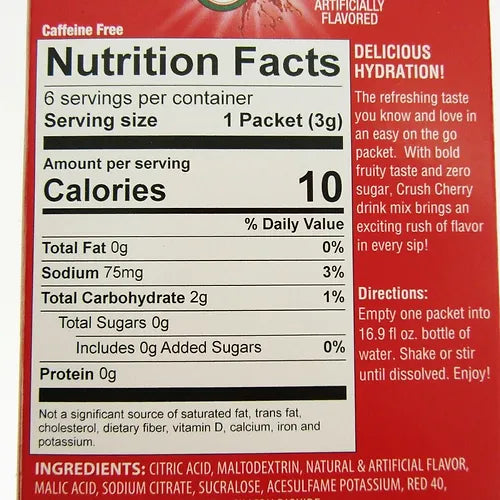 ARTIFICIALLY
FLAVORED
Caffeine Free
Nutrition Facts
6 servings per container
Serving size 1 Packet (3g)
Amount per serving
Calories 10
% Daily Value
Total Fat 0g 0%
Sodium 75mg 3%
Total Carbohydrate 2g 1%
Total Sugars 0g
Includes 0g Added Sugars 0%
Protein 0g
Not a significant source of saturated fat, trans fat,
cholesterol, dietary fiber, vitamin D, calcium, iron and
potassium.
DELICIOUS
HYDRATION!
The refreshing taste
you know and love in
an easy on the go
packet. With bold
fruity taste and zero
sugar, Crush Cherry
drink mix brings an
exciting rush of flavor
in every sip!
Directions:
Empty one packet into
16.9 fl oz. bottle of
water. Shake or stir
until dissolved. Enjoy!
INGREDIENTS: CITRIC ACID, MALTODEXTRIN, NATURAL & ARTIFICIAL FLAVOR,
MALIC ACID, SODIUM CITRATE, SUCRALOSE, ACESULFAME POTASSIUM, RED 40,